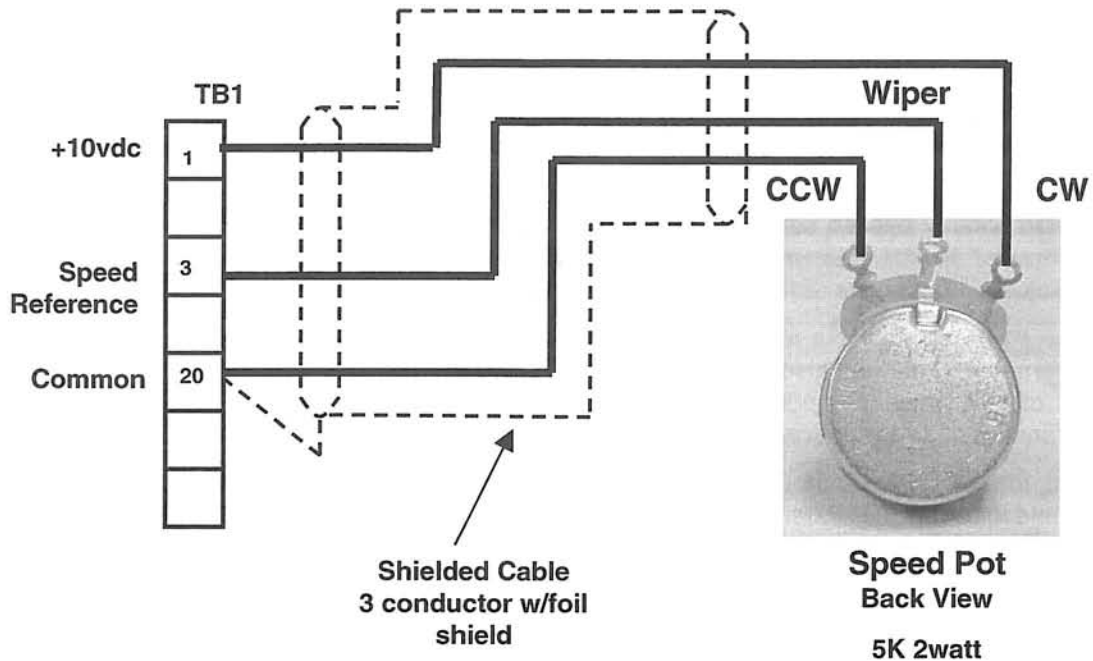 TB1
+10vdc
1
Wiper
CCW
CW
3
Speed
Reference
Common
20
Shielded Cable
3 conductor w/foil
shield
Speed Pot
Back View
5K 2watt